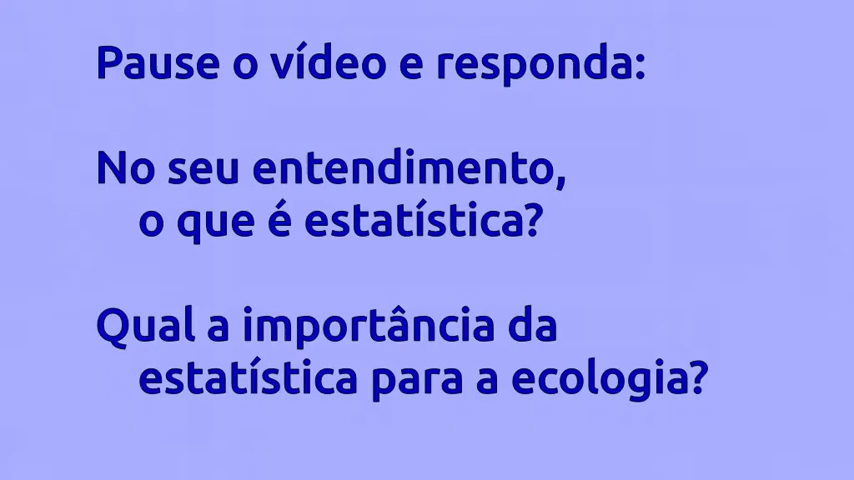 Pause o vídeo e responda:
No seu entendimento,
o que é estatística?
Qual a importância da
estatística para a ecologia?